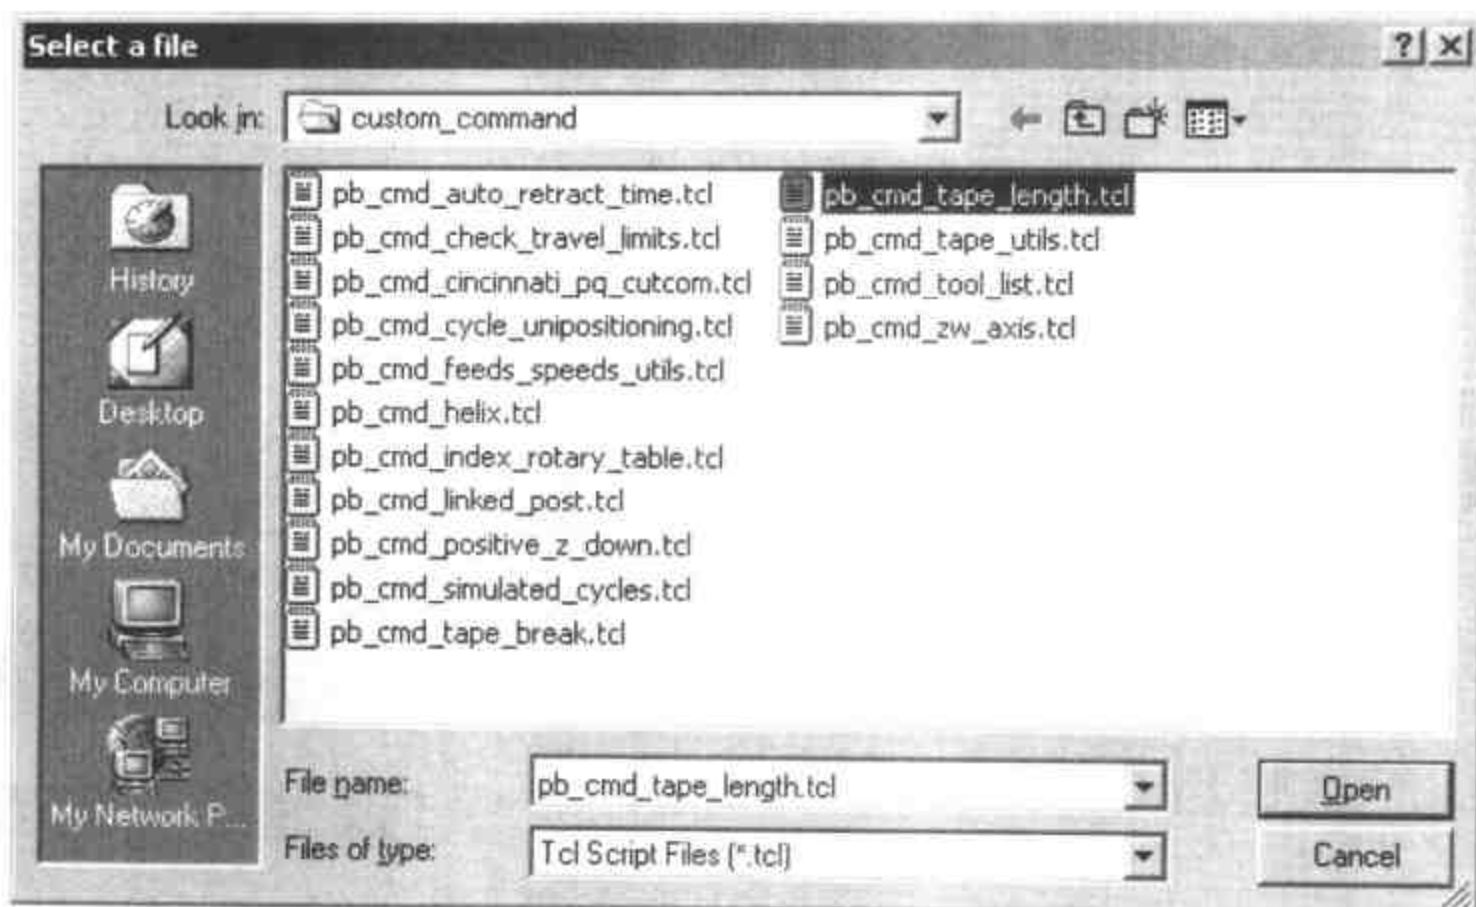 Select a file
Look in: custom_command
pb_cmd_auto_retract_time.tcl
pb_cmd_check_travel_limits.tcl
pb_cmd_cincinnati_pq_cutcom.tcl
pb_cmd_cycle_unipositioning.tcl
pb_cmd_feeds_speeds_utils.tcl
pb_cmd_helix.tcl
pb_cmd_index_rotary_table.tcl
pb_cmd_linked_post.tcl
pb_cmd_positive_z_down.tcl
pb_cmd_simulated_cycles.tcl
pb_cmd_tape_break.tcl
pb_cmd_tape_length.tcl
pb_cmd_tape_utils.tcl
pb_cmd_tool_list.tcl
pb_cmd_zw_axis.tcl
History
Desktop
My Documents
My Computer
My Network P...
File name: pb_cmd_tape_length.tcl
Open
Files of type: Tcl Script Files (*.tcl)
Cancel